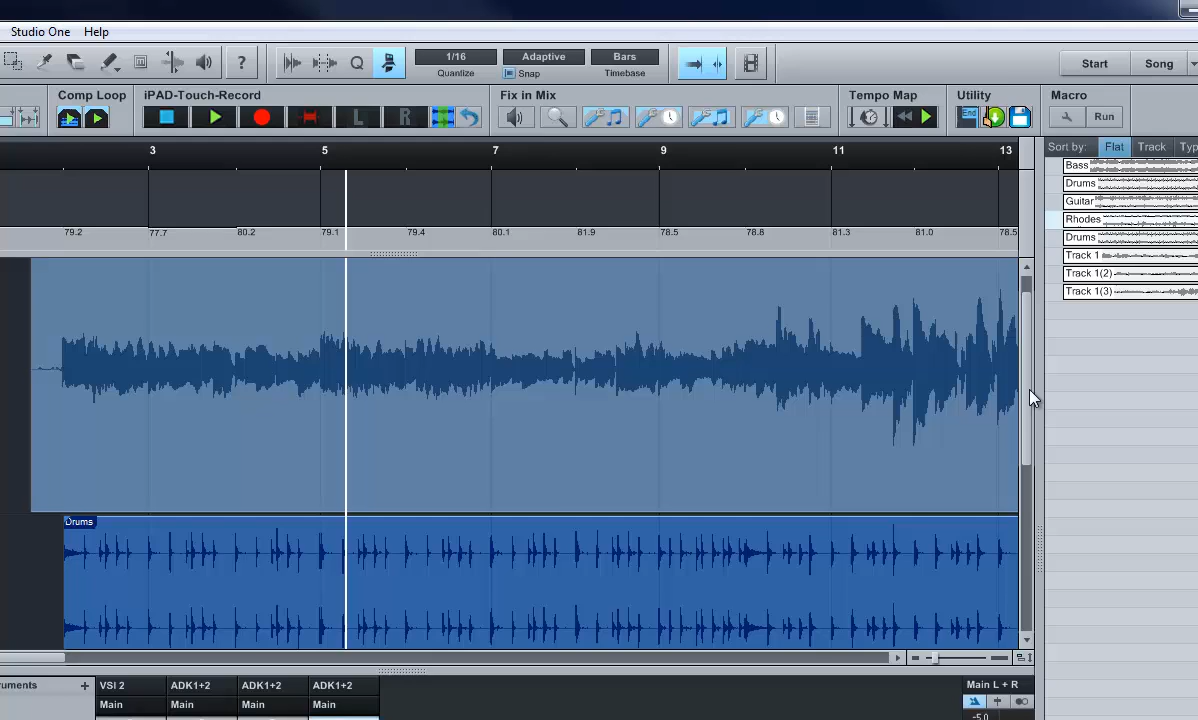 Studio One Help
? Q 1/16 Adaptive Bars Start Song
Quantize Snap Timebase
Comp Loop iPAD-Touch-Record Fix in Mix Tempo Map Utility Macro
L R End Run
3 5 7 9 11 13
Sort by: Flat Track Typ
79.2 77.7 80.2 79.1 79.4 80.1 81.9 78.5 78.8 81.3 81.0 78.5
Bass
Drums
Guitar
Rhodes
Drums
Track 1
Track 1(2)
Track 1(3)
Drums
ruments + VSI 2 ADK1+2 ADK1+2 ADK1+2 Main L + R
Main Main Main Main
-5.0